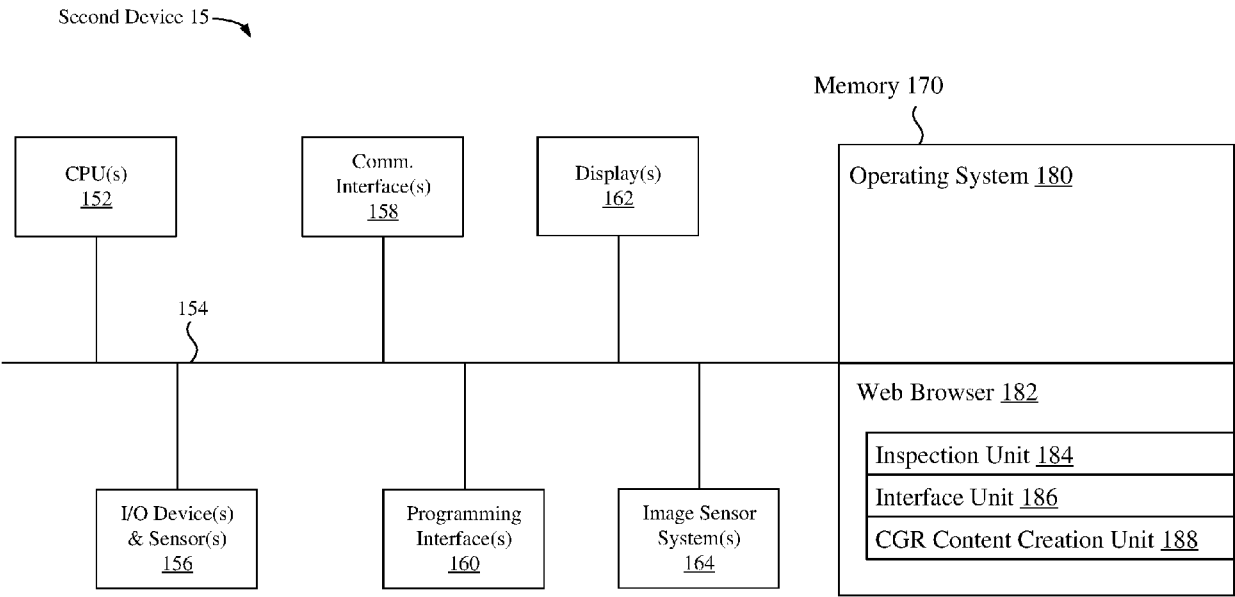 Second Device 15
Memory 170
CPU(s)
152
Comm.
Interface(s)
158
Display(s)
162
Operating System 180
154
Web Browser 182
Inspection Unit 184
Interface Unit 186
CGR Content Creation Unit 188
I/O Device(s)
& Sensor(s)
156
Programming
Interface(s)
160
Image Sensor
System(s)
164